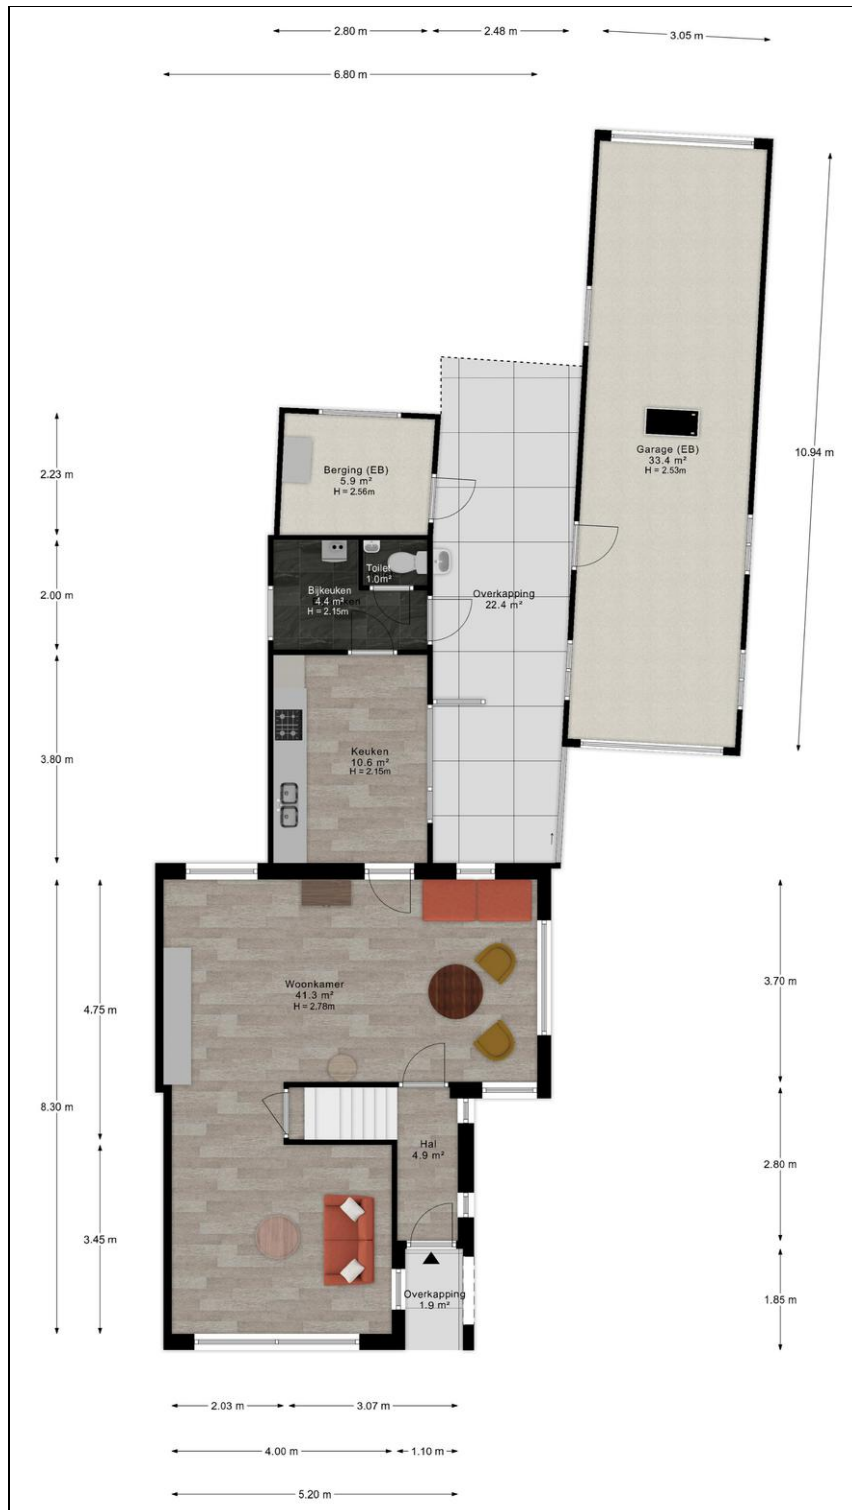 2.80 m
2.48 m
3.05 m
6.80 m
10.94 m
Garage (EB)
33.4 m²
H = 2.53m
Berging (EB)
5.9 m²
H = 2.56m
2.23 m
Toilet
1.0m²
Bijkeuken
4.4 m²
H = 2.15m
2.00 m
Overkapping
22.4 m²
Keuken
10.6 m²
H = 2.15m
3.80 m
Woonkamer
41.3 m²
H = 2.78m
4.75 m
3.70 m
8.30 m
Hal
4.9 m²
2.80 m
3.45 m
Overkapping
1.9 m²
1.85 m
2.03 m
3.07 m
4.00 m
1.10 m
5.20 m